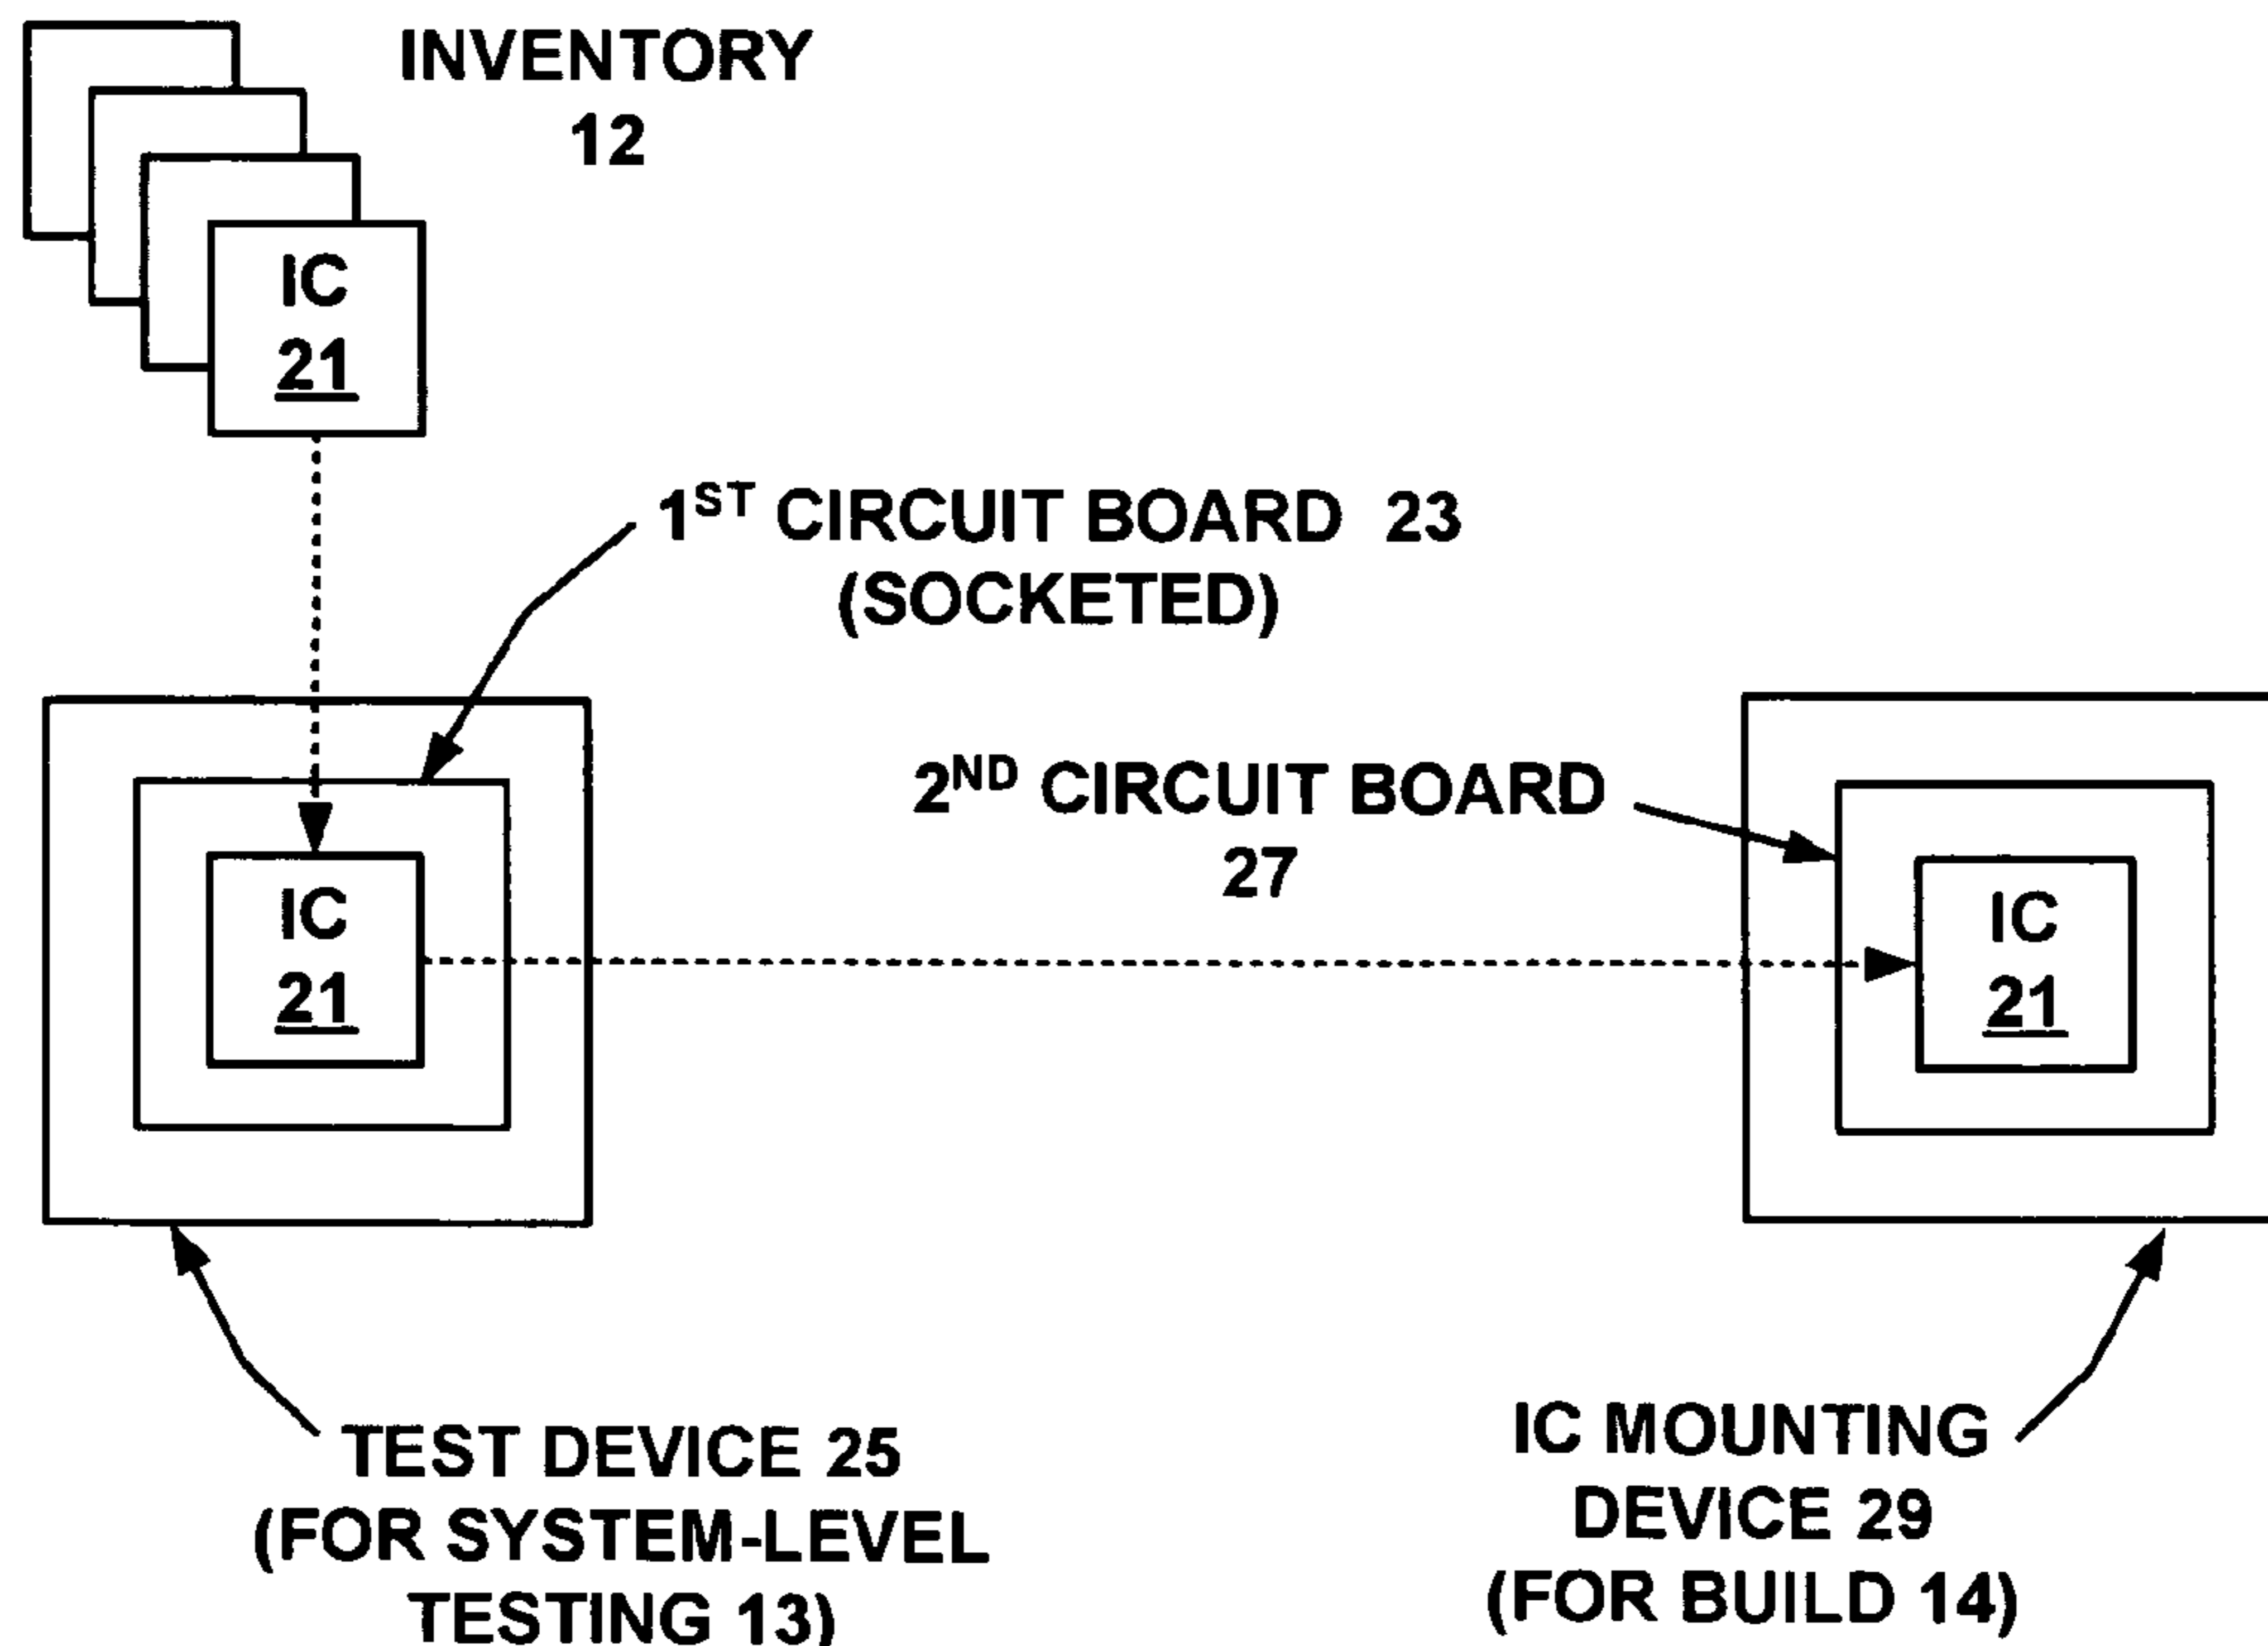 INVENTORY
12
IC
21
1ST CIRCUIT BOARD 23
(SOCKETED)
2ND CIRCUIT BOARD
27
IC
21
IC
21
TEST DEVICE 25
(FOR SYSTEM-LEVEL
TESTING 13)
IC MOUNTING
DEVICE 29
(FOR BUILD 14)